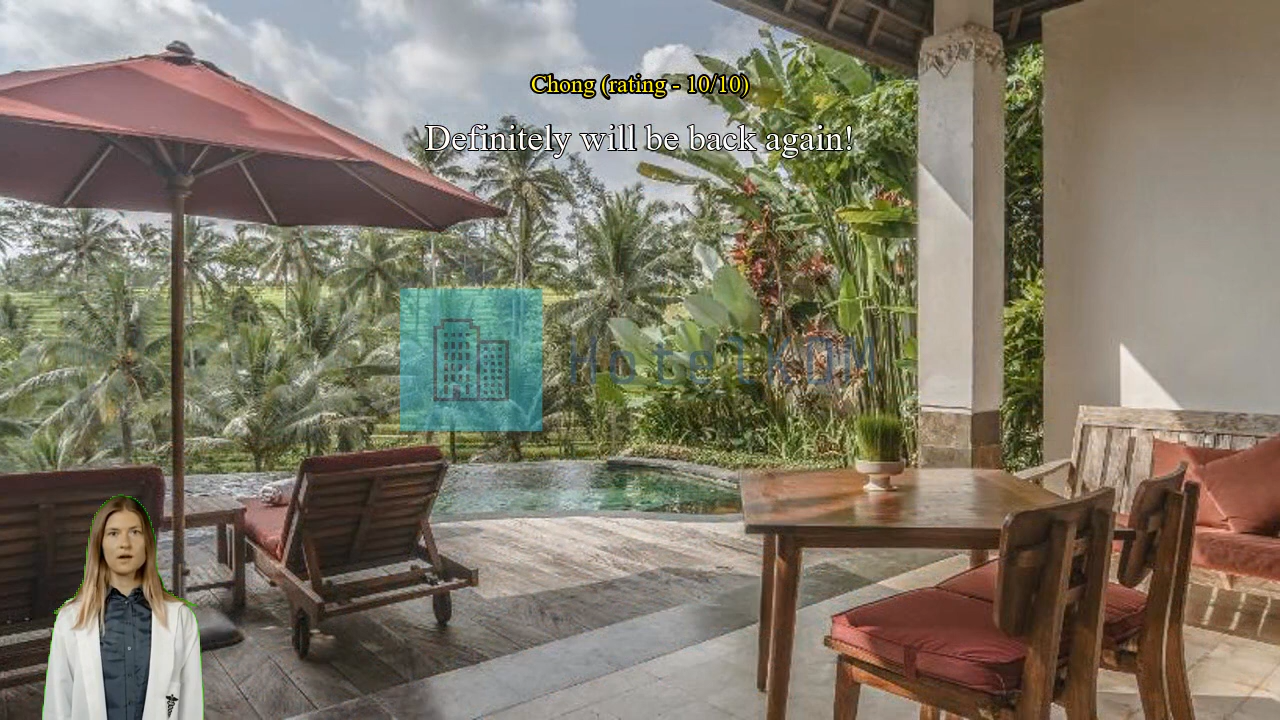 Chong (rating - 10/10)
Definitely will be back again!
HotelKDM